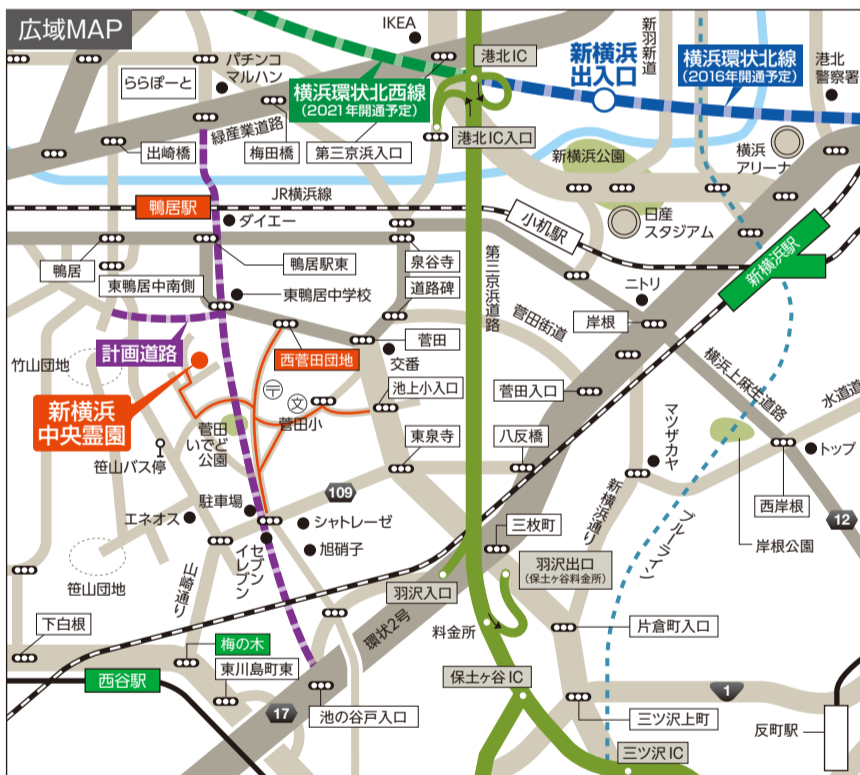 広域MAP
IKEA
港北IC
新羽新道
新横浜
出入口
横浜環状北線
(2016年開通予定)
港北
警察署
パチンコ
マルハン
ららぽーと
横浜環状北西線
(2021年開通予定)
緑産業道路
出崎橋
梅田橋
第三京浜入口
港北IC入口
新横浜公園
横浜
アリーナ
JR横浜線
鴨居駅
ダイエー
小机駅
日産
スタジアム
新横浜駅
鴨居
鴨居駅東
泉谷寺
第三京浜道路
東鴨居中南側
東鴨居中学校
道路碑
ニトリ
菅田街道
岸根
計画道路
西菅田団地
菅田
交番
竹山団地
横浜上麻生道路
水道道
新横浜
中央霊園
〒
文
池上小入口
菅田入口
菅田
いでど
公園
菅田小
東泉寺
八反橋
マツザカヤ
トップ
笹山バス停
109
西岸根
駐車場
エネオス
シャトレーゼ
新横浜通り
ブルーライン
12
三枚町
岸根公園
セブン
イレブン
旭硝子
羽沢出口
(保土ヶ谷料金所)
笹山団地
山崎通り
羽沢入口
下白根
環状2号
料金所
片倉町入口
梅の木
西谷駅
東川島町東
保土ヶ谷IC
1
17
池の谷戸入口
三ツ沢上町
反町駅
三ツ沢IC